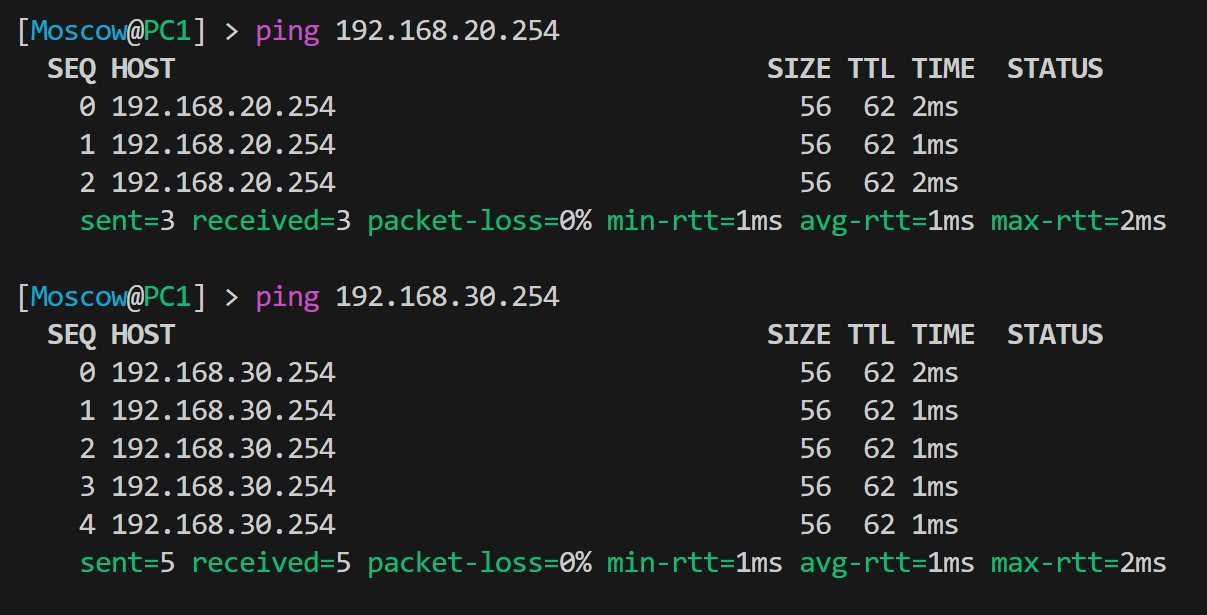 [Moscow@PC1] > ping 192.168.20.254
SEQ HOST SIZE TTL TIME STATUS
0 192.168.20.254 56 62 2ms
1 192.168.20.254 56 62 1ms
2 192.168.20.254 56 62 2ms
sent=3 received=3 packet-loss=0% min-rtt=1ms avg-rtt=1ms max-rtt=2ms
[Moscow@PC1] > ping 192.168.30.254
SEQ HOST SIZE TTL TIME STATUS
0 192.168.30.254 56 62 2ms
1 192.168.30.254 56 62 1ms
2 192.168.30.254 56 62 1ms
3 192.168.30.254 56 62 1ms
4 192.168.30.254 56 62 1ms
sent=5 received=5 packet-loss=0% min-rtt=1ms avg-rtt=1ms max-rtt=2ms